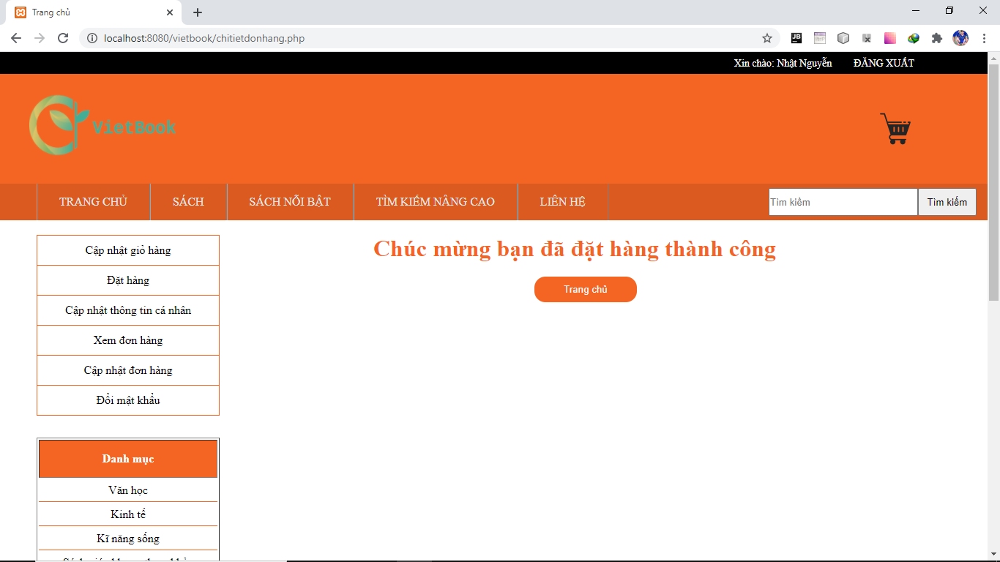 Trang chủ
localhost:8080/vietbook/chitietdonhang.php
JB
PHP
Xin chào: Nhật Nguyễn ĐĂNG XUẤT
VietBook
TRANG CHỦ SÁCH SÁCH NỖI BẬT TÌM KIẾM NÂNG CAO LIÊN HỆ Tìm kiếm Tìm kiếm
Cập nhật giỏ hàng
Đặt hàng
Cập nhật thông tin cá nhân
Xem đơn hàng
Cập nhật đơn hàng
Đổi mật khẩu
Chúc mừng bạn đã đặt hàng thành công
Trang chủ
Danh mục
Văn học
Kinh tế
Kĩ năng sống